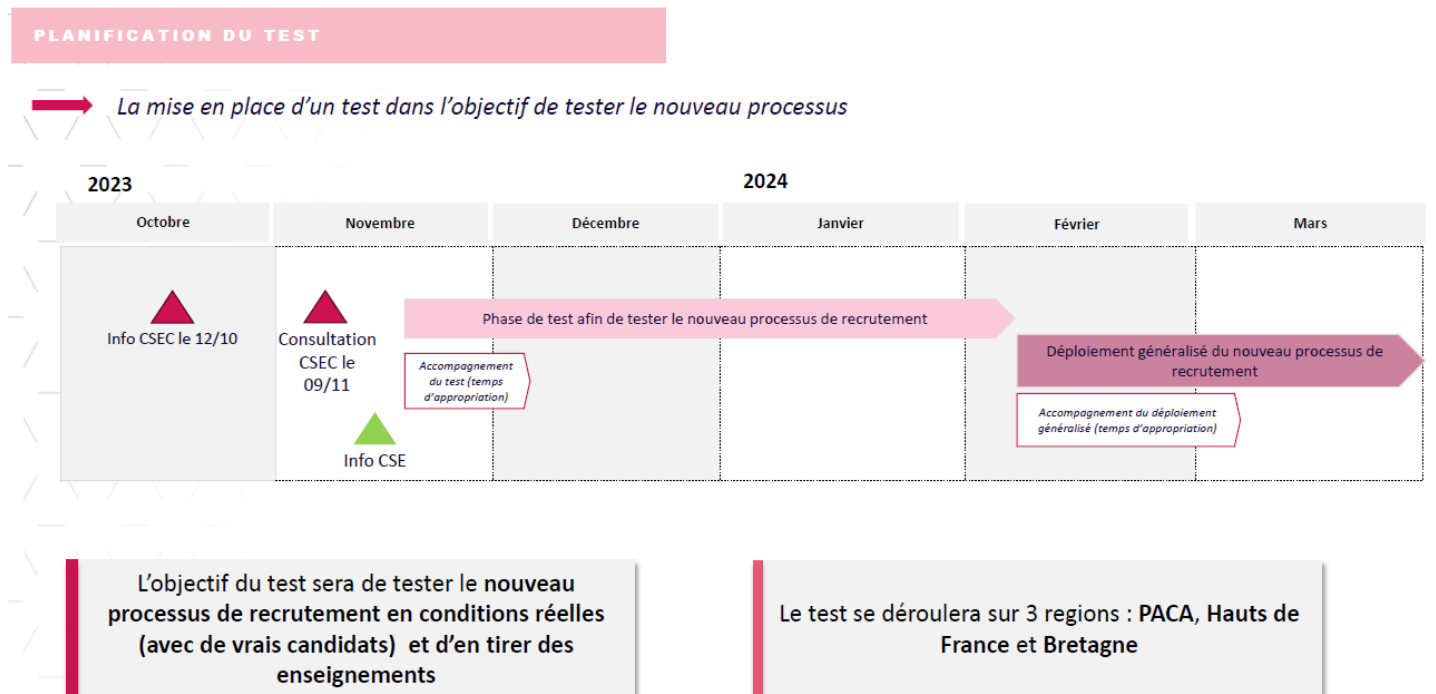 PLANIFICATION DU TEST
La mise en place d’un test dans l’objectif de tester le nouveau processus
2023
2024
Octobre
Novembre
Décembre
Janvier
Février
Mars
Info CSEC le 12/10
Consultation
CSEC le
09/11
Info CSE
Phase de test afin de tester le nouveau processus de recrutement
Accompagnement
du test (temps
d’appropriation)
Déploiement généralisé du nouveau processus de
recrutement
Accompagnement du déploiement
généralisé (temps d’appropriation)
L’objectif du test sera de tester le nouveau
processus de recrutement en conditions réelles
(avec de vrais candidats) et d’en tirer des
enseignements
Le test se déroulera sur 3 regions : PACA, Hauts de
France et Bretagne